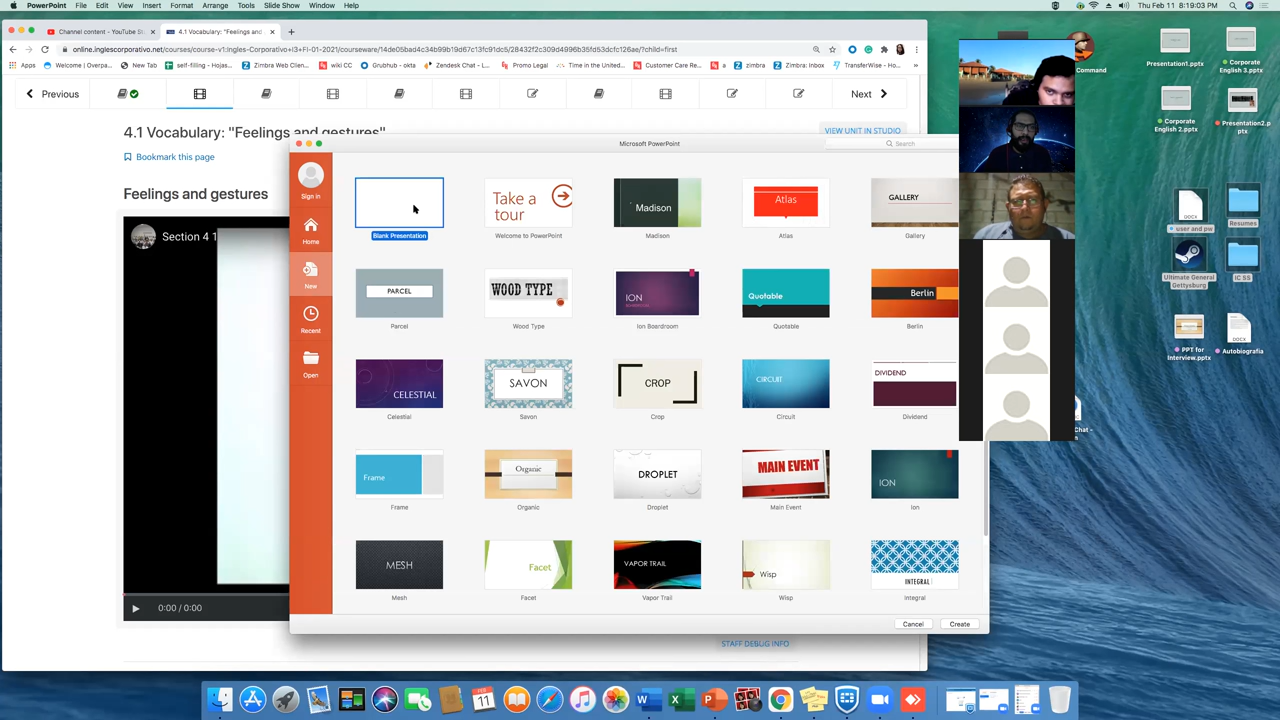 PowerPoint File Edit View Insert Format Arrange Tools Slide Show Window Help
Thu Feb 11 8:19:03 PM
Channel content - YouTube St
4.1 Vocabulary: "Feelings and
Apps
Welcome | Overpa...
New Tab
self-filling - Hojas...
Zimbra Web Clien...
wiki CC
Zendesk Chat – L...
Promo Legal
Time in the United...
Customer Care Re...
a
zimbra
Zimbra: Inbox
TransferWise - Hom...
Previous
Next
4.1 Vocabulary: "Feelings and gestures"
VIEW UNIT IN STUDIO
Bookmark this page
Feelings and gestures
Section 4 1
0:00 / 0:00
STAFF DEBUG INFO
Microsoft PowerPoint
Search
Sign in
Home
New
Recent
Open
Take a
tour
Madison
Atlas
GALLERY
Blank Presentation
Welcome to PowerPoint
Madison
Atlas
Gallery
PARCEL
WOOD TYPE
ION
Quotable
Berlin
Parcel
Wood Type
Ion Boardroom
Quotable
Berlin
CELESTIAL
SAVON
CROP
CIRCUIT
DIVIDEND
Celestial
Savon
Crop
Circuit
Dividend
Frame
Organic
DROPLET
MAIN EVENT
ION
Frame
Organic
Droplet
Main Event
Ion
MESH
Facet
VAPOR TRAIL
Wisp
INTEGRAL
Mesh
Facet
Vapor Trail
Wisp
Integral
Cancel
Create
Command
Presentation1.pptx
Corporate
English 3.pptx
Corporate
English 2.pptx
Presentation2.p
ptx
DOCX
user and pw
Resumes
Ultimate General
Gettysburg
IC SS
PPT for
Interview.pptx
DOCX
Autobiografia
Chat –